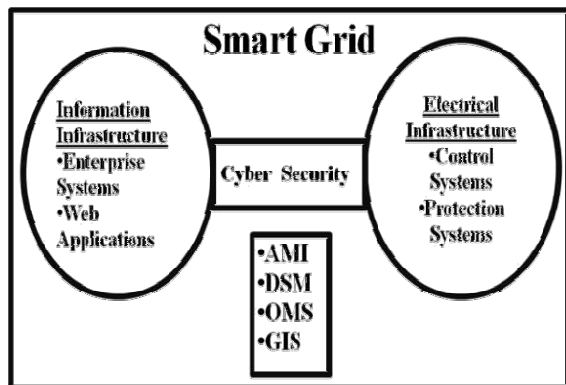 Smart Grid
Information
Infrastructure
•Enterprise
Systems
•Web
Applications
Cyber Security
Electrical
Infrastructure
•Control
Systems
•Protection
Systems
•AMI
•DSM
•OMS
•GIS